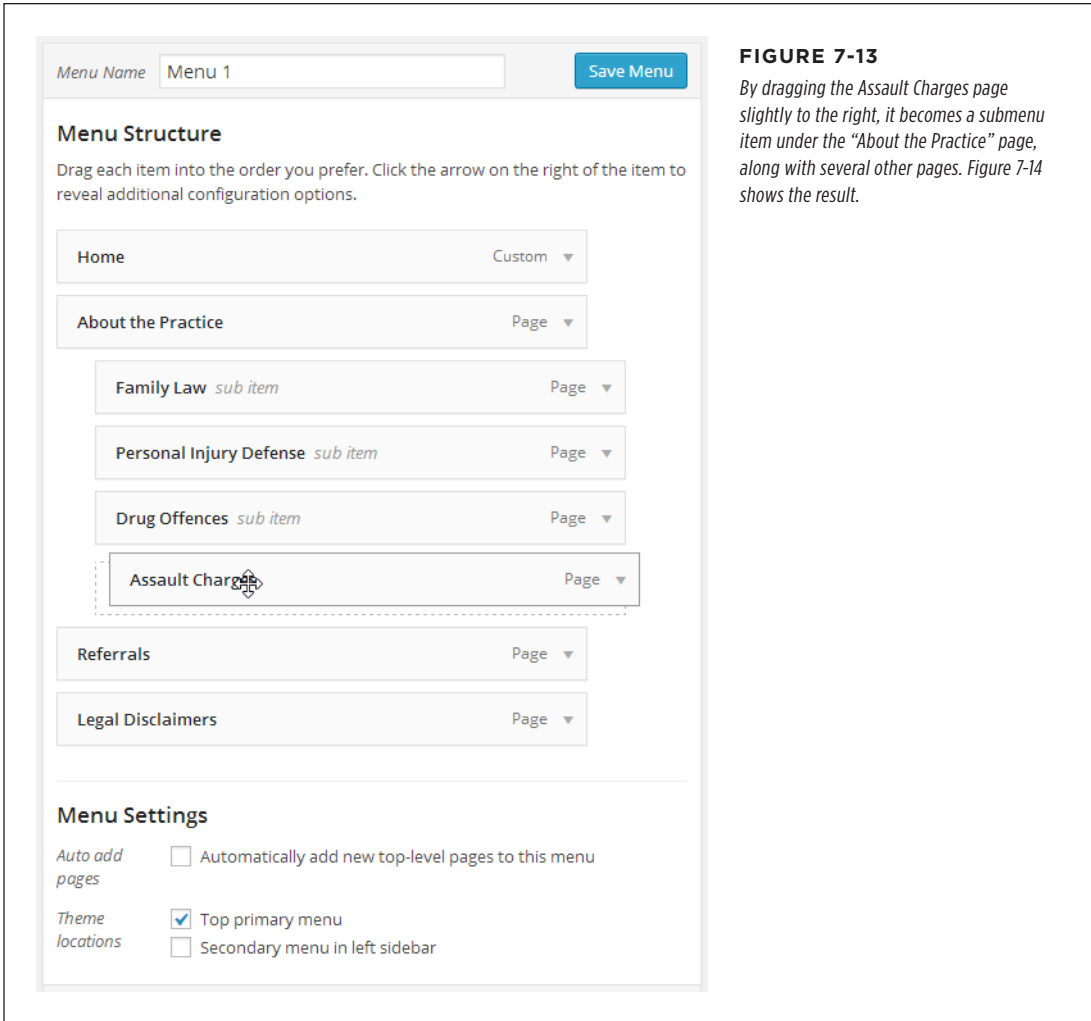 Menu Name Menu 1 Save Menu
Menu Structure
Drag each item into the order you prefer. Click the arrow on the right of the item to
reveal additional configuration options.
Home Custom
About the Practice Page
Family Law sub item Page
Personal Injury Defense sub item Page
Drug Offences sub item Page
Assault Charges Page
Referrals Page
Legal Disclaimers Page
Menu Settings
Auto add
pages
Automatically add new top-level pages to this menu
Theme
locations
Top primary menu
Secondary menu in left sidebar
FIGURE 7-13
By dragging the Assault Charges page
slightly to the right, it becomes a submenu
item under the “About the Practice” page,
along with several other pages. Figure 7-14
shows the result.